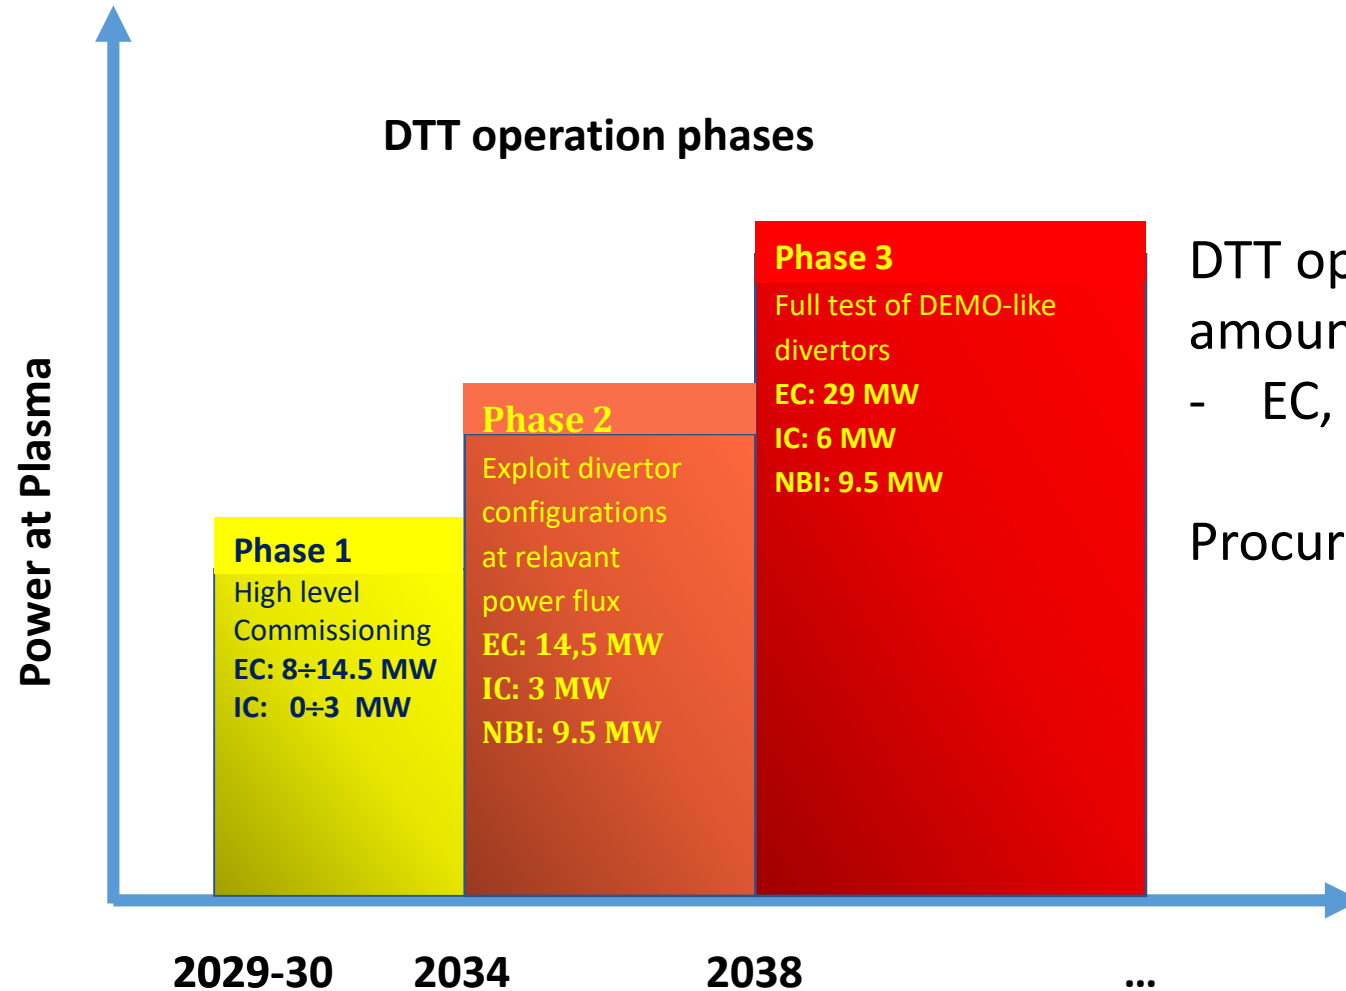 DTT operation phases
Power at Plasma
Phase 1
High level
Commissioning
EC: 8÷14.5 MW
IC: 0÷3 MW
Phase 2
Exploit divertor
configurations
at relavant
power flux
EC: 14,5 MW
IC: 3 MW
NBI: 9.5 MW
Phase 3
Full test of DEMO-like
divertors
EC: 29 MW
IC: 6 MW
NBI: 9.5 MW
2029-30
2034
2038
...
DTT op
amoun
- EC,
Procur